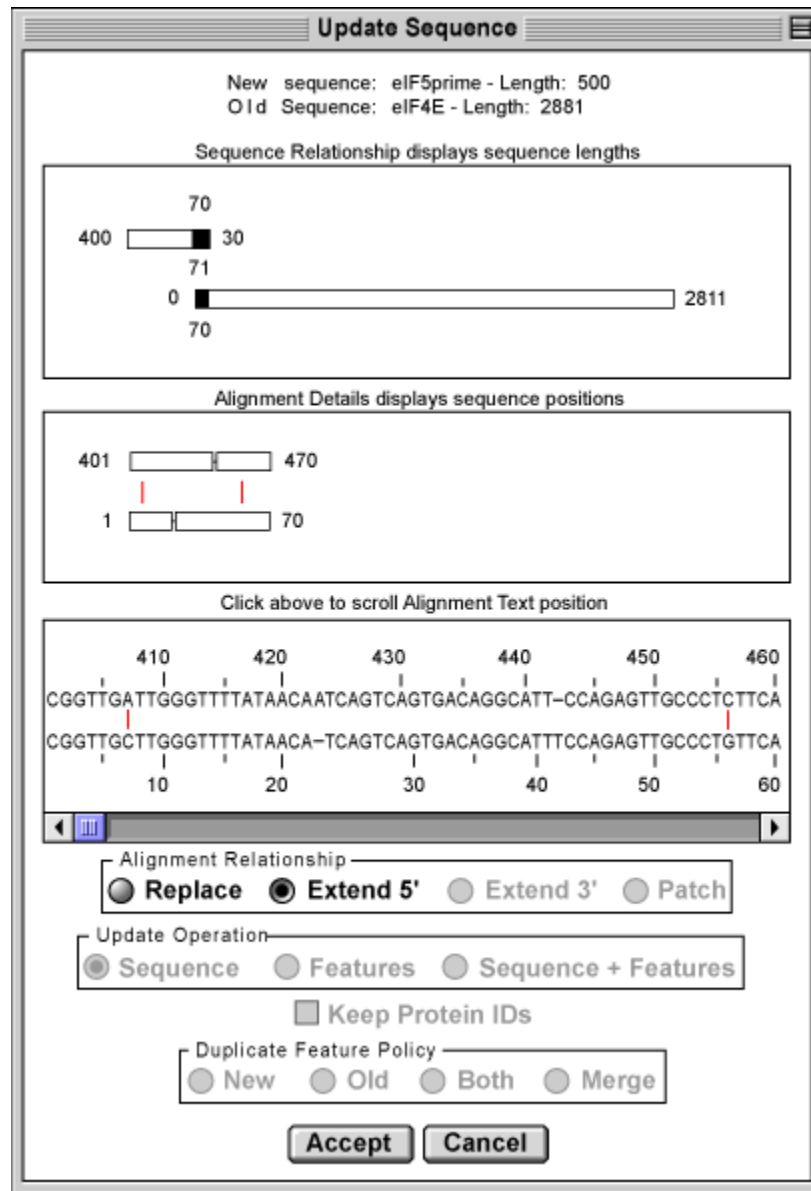 Update Sequence
New sequence: eIF5prime - Length: 500
Old Sequence: eIF4E - Length: 2881
Sequence Relationship displays sequence lengths
70
400 30
71
0 2811
70
Alignment Details displays sequence positions
401 470
1 70
Click above to scroll Alignment Text position
410 420 430 440 450 460
CGGTTGATTGGGTTTTATAACAATCAGTCAGTGACAGGCATT-CCAGAGTTGCCCTCTTCA
CGGTTGCTTGGGTTTTATAACA-TCAGTCAGTGACAGGCATTTCCAGAGTTGCCCTGTTCA
10 20 30 40 50 60
Alignment Relationship
Replace Extend 5' Extend 3' Patch
Update Operation
Sequence Features Sequence + Features
Keep Protein IDs
Duplicate Feature Policy
New Old Both Merge
Accept Cancel